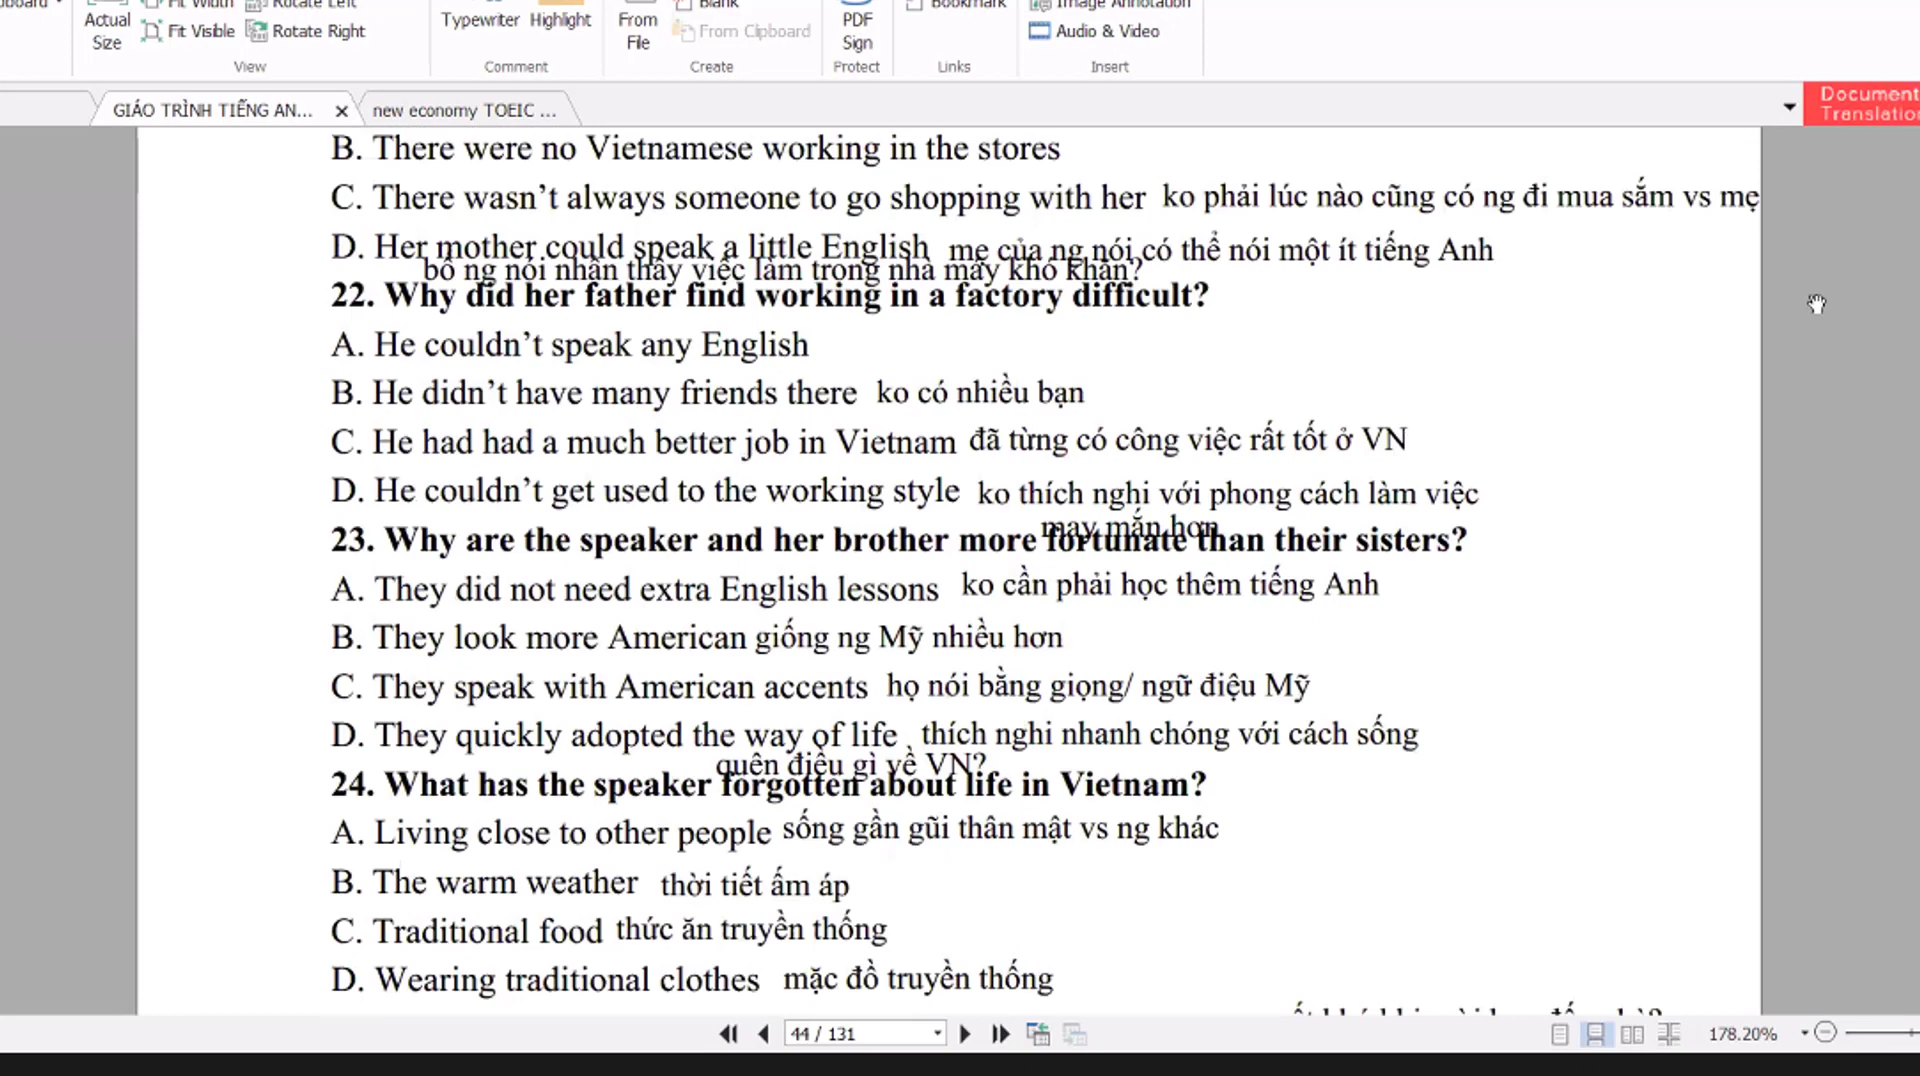 Fit Width
Rotate Left
Blank
Bookmark
Image Annotation
Actual Size
Fit Visible
Rotate Right
Typewriter
Highlight
From File
From Clipboard
PDF Sign
Audio & Video
View
Comment
Create
Protect
Links
Insert
GIÁO TRÌNH TIẾNG AN...
new economy TOEIC ...
Document
B. There were no Vietnamese working in the stores
C. There wasn't always someone to go shopping with her ko phải lúc nào cũng có ng đi mua sắm vs mẹ
D. Her mother could speak a little English mẹ của ng nói có thể nói một ít tiếng Anh
bố ng nói nhận thấy việc làm trong nhà máy khó khăn?
22. Why did her father find working in a factory difficult?
A. He couldn't speak any English
B. He didn't have many friends there ko có nhiều bạn
C. He had had a much better job in Vietnam đã từng có công việc rất tốt ở VN
D. He couldn't get used to the working style ko thích nghi với phong cách làm việc
may mắn hơn
23. Why are the speaker and her brother more fortunate than their sisters?
A. They did not need extra English lessons ko cần phải học thêm tiếng Anh
B. They look more American giống ng Mỹ nhiều hơn
C. They speak with American accents họ nói bằng giọng/ ngữ điệu Mỹ
D. They quickly adopted the way of life thích nghi nhanh chóng với cách sống
quên điều gì về VN?
24. What has the speaker forgotten about life in Vietnam?
A. Living close to other people sống gần gũi thân mật vs ng khác
B. The warm weather thời tiết ấm áp
C. Traditional food thức ăn truyền thống
D. Wearing traditional clothes mặc đồ truyền thống
44 / 131
178.20%